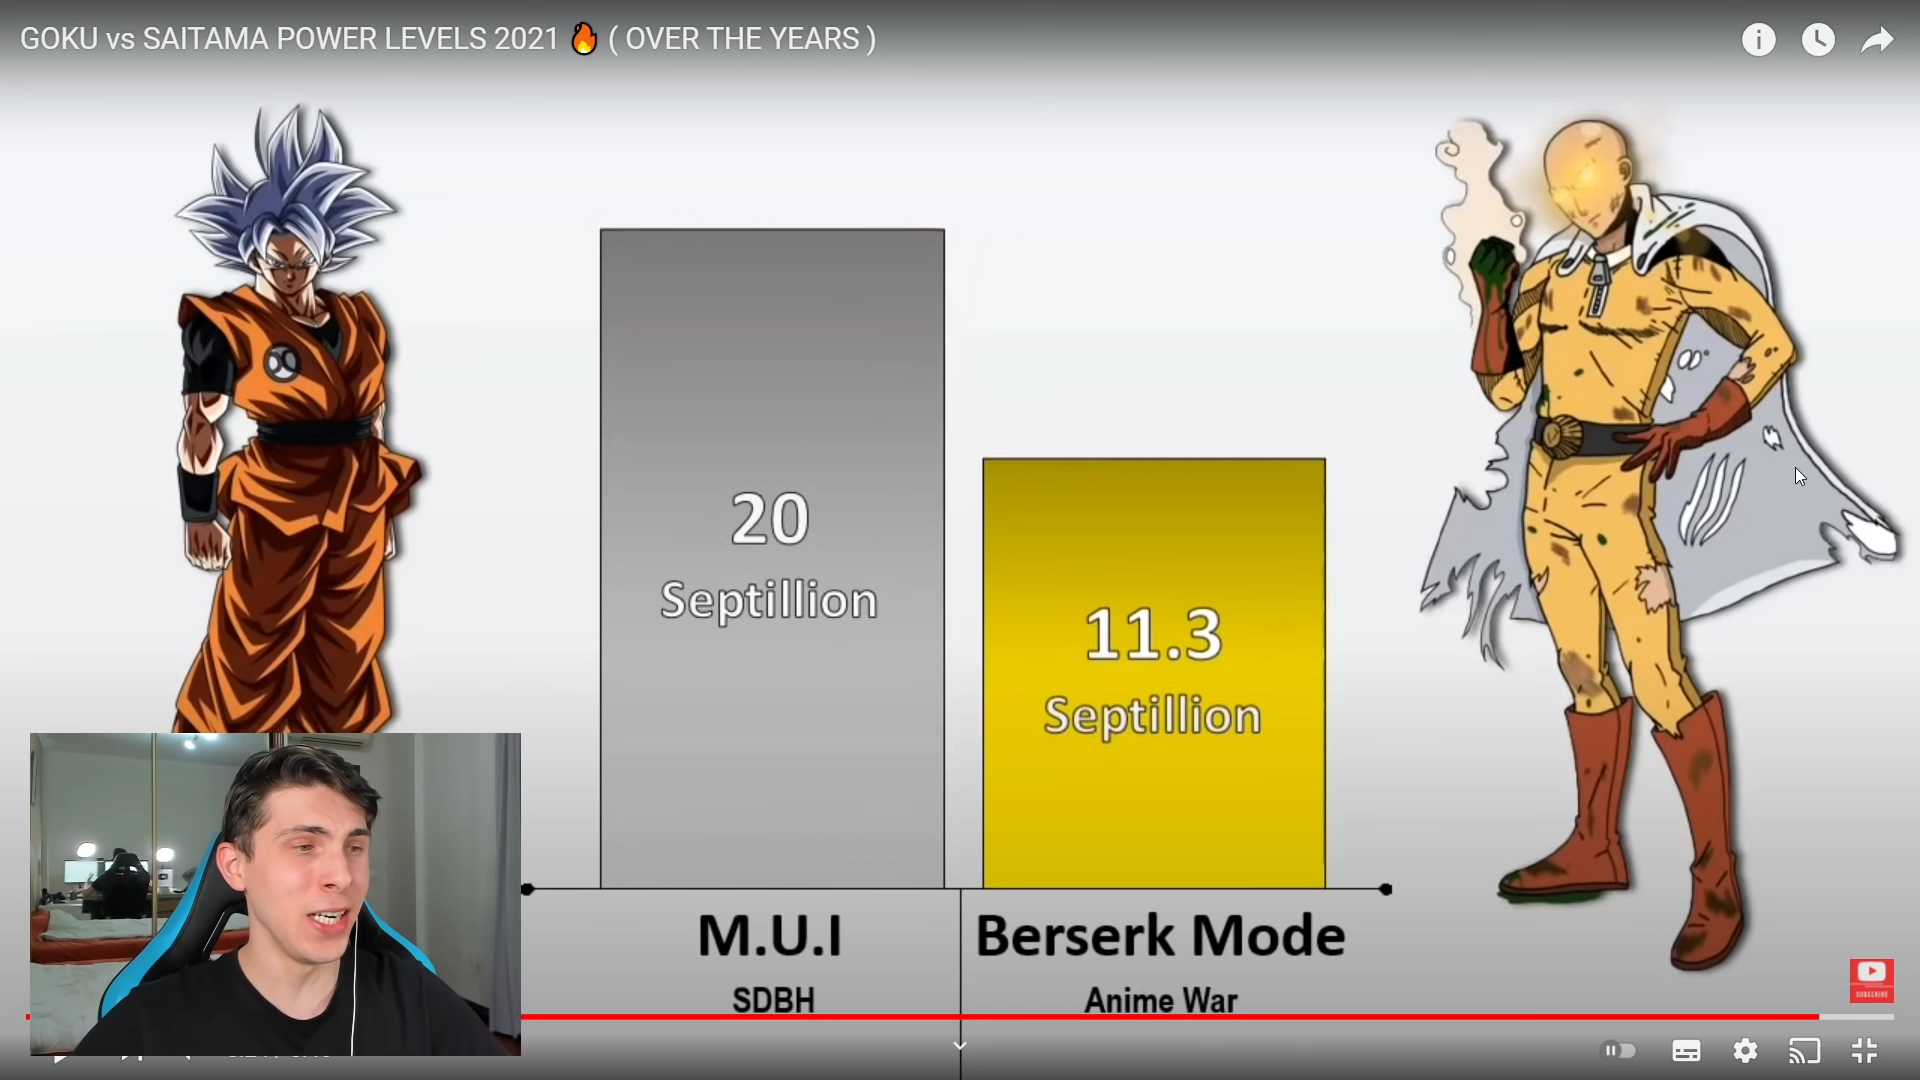 GOKU vs SAITAMA POWER LEVELS 2021 🔥 ( OVER THE YEARS )
20
Septillion
11.3
Septillion
M.U.I
Berserk Mode
SDBH
Anime War
SUBSCRIBE